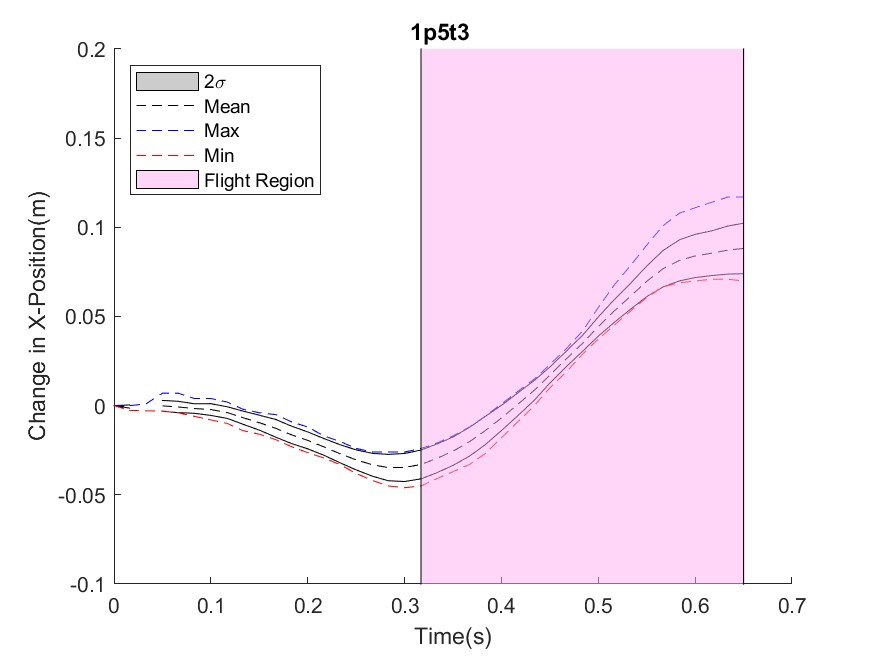 1p5t3
0.2
0.15
0.1
0.05
0
-0.05
-0.1
Change in X-Position(m)
2σ
Mean
Max
Min
Flight Region
0 0.1 0.2 0.3 0.4 0.5 0.6 0.7
Time(s)